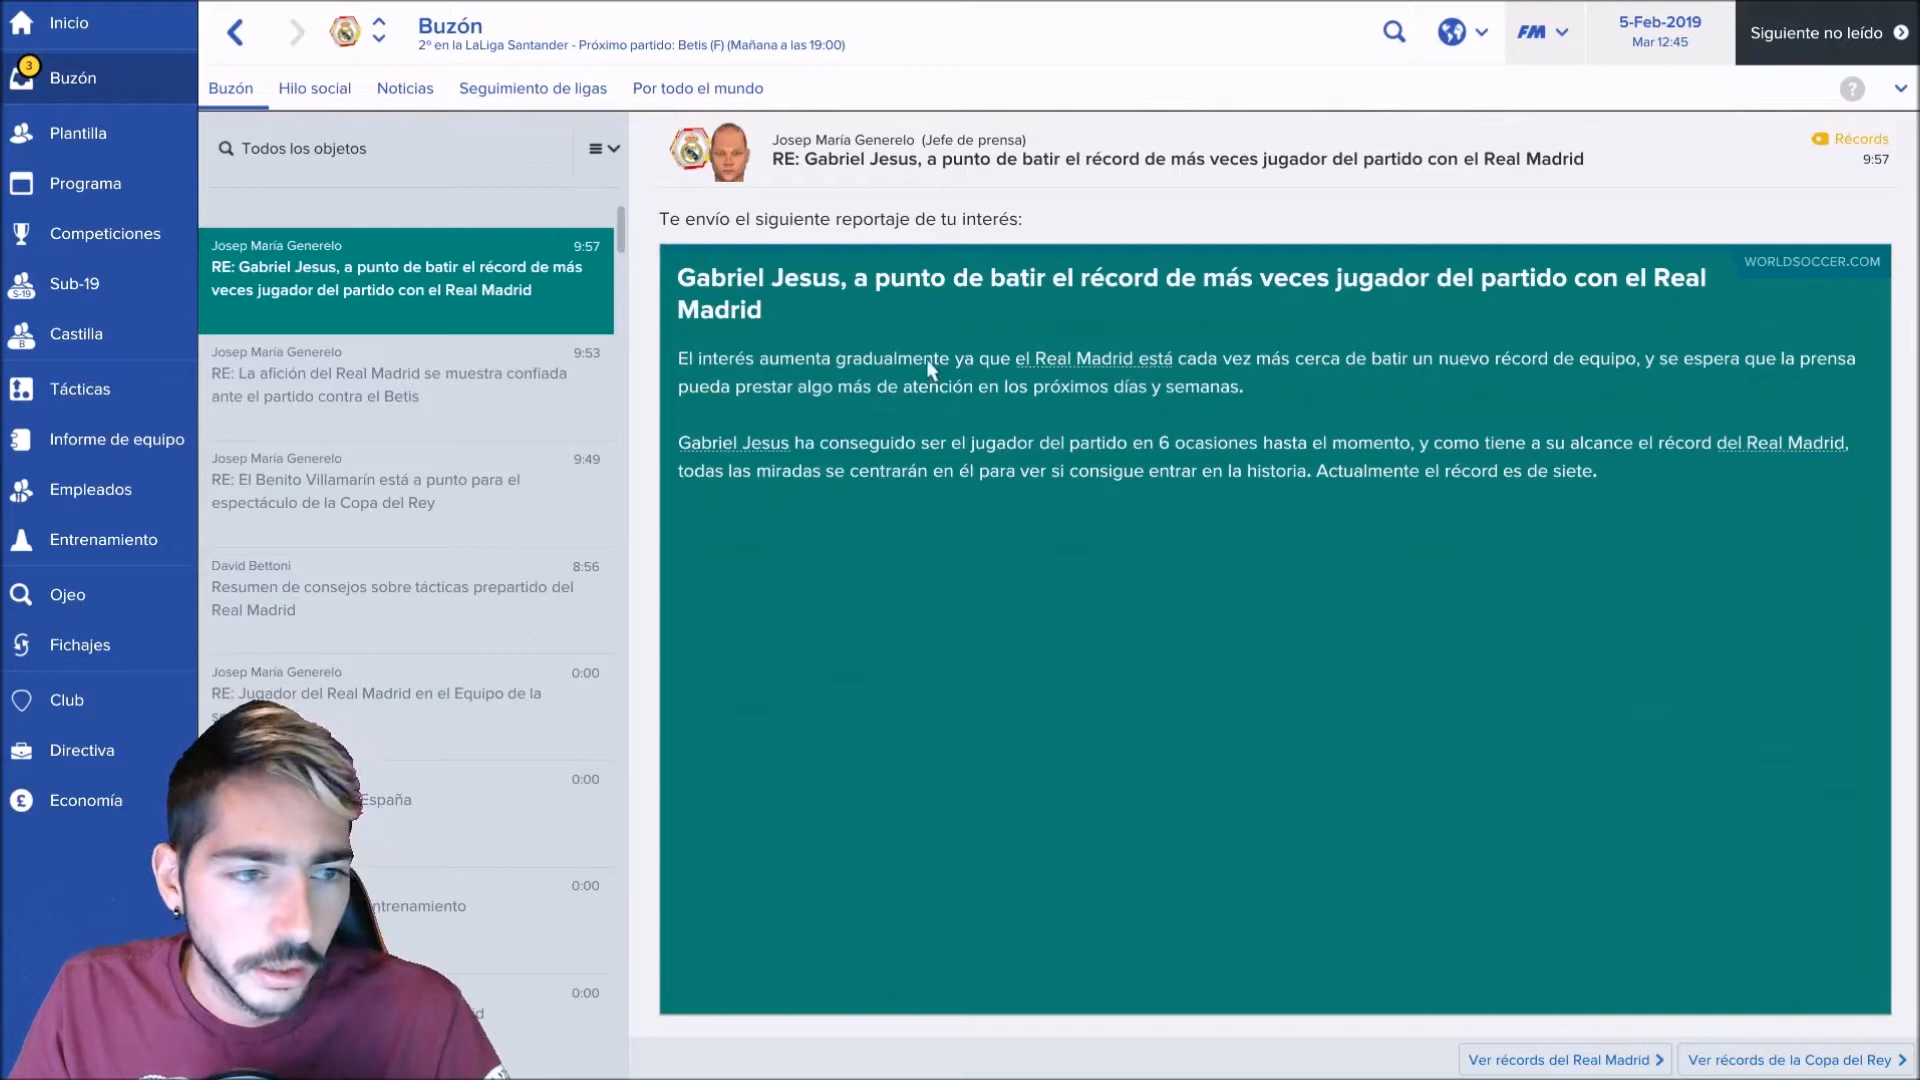 Inicio
3
Buzón
Plantilla
Programa
Competiciones
S-19
Sub-19
B
Castilla
Tácticas
Informe de equipo
Empleados
Entrenamiento
Ojeo
Fichajes
Club
Directiva
Economía
Buzón
2º en la LaLiga Santander - Próximo partido: Betis (F) (Mañana a las 19:00)
FM
5-Feb-2019
Mar 12:45
Siguiente no leído
Buzón
Hilo social
Noticias
Seguimiento de ligas
Por todo el mundo
?
Todos los objetos
Josep María Generelo 9:57
RE: Gabriel Jesus, a punto de batir el récord de más
veces jugador del partido con el Real Madrid
Josep María Generelo 9:53
RE: La afición del Real Madrid se muestra confiada
ante el partido contra el Betis
Josep María Generelo 9:49
RE: El Benito Villamarín está a punto para el
espectáculo de la Copa del Rey
David Bettoni 8:56
Resumen de consejos sobre tácticas prepartido del
Real Madrid
Josep María Generelo 0:00
RE: Jugador del Real Madrid en el Equipo de la
0:00
España
0:00
ntrenamiento
0:00
d
Josep María Generelo (Jefe de prensa)
RE: Gabriel Jesus, a punto de batir el récord de más veces jugador del partido con el Real Madrid
Récords
9:57
Te envío el siguiente reportaje de tu interés:
WORLDSOCCER.COM
Gabriel Jesus, a punto de batir el récord de más veces jugador del partido con el Real
Madrid
El interés aumenta gradualmente ya que el Real Madrid está cada vez más cerca de batir un nuevo récord de equipo, y se espera que la prensa
pueda prestar algo más de atención en los próximos días y semanas.
Gabriel Jesus ha conseguido ser el jugador del partido en 6 ocasiones hasta el momento, y como tiene a su alcance el récord del Real Madrid,
todas las miradas se centrarán en él para ver si consigue entrar en la historia. Actualmente el récord es de siete.
Ver récords del Real Madrid
Ver récords de la Copa del Rey